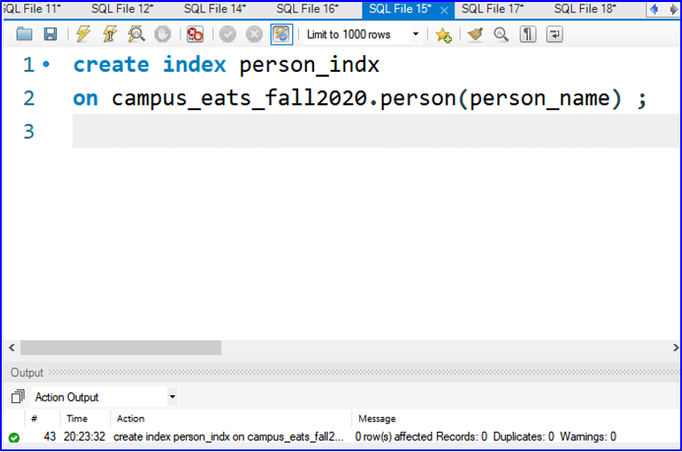 SQL File 11* SQL File 12* SQL File 14* SQL File 16* SQL File 15* SQL File 17* SQL File 18*
Limit to 1000 rows
1 create index person_indx
2 on campus_eats_fall2020.person(person_name) ;
3
Output
Action Output
# Time Action Message
43 20:23:32 create index person_indx on campus_eats_fall2... 0 row(s) affected Records: 0 Duplicates: 0 Warnings: 0